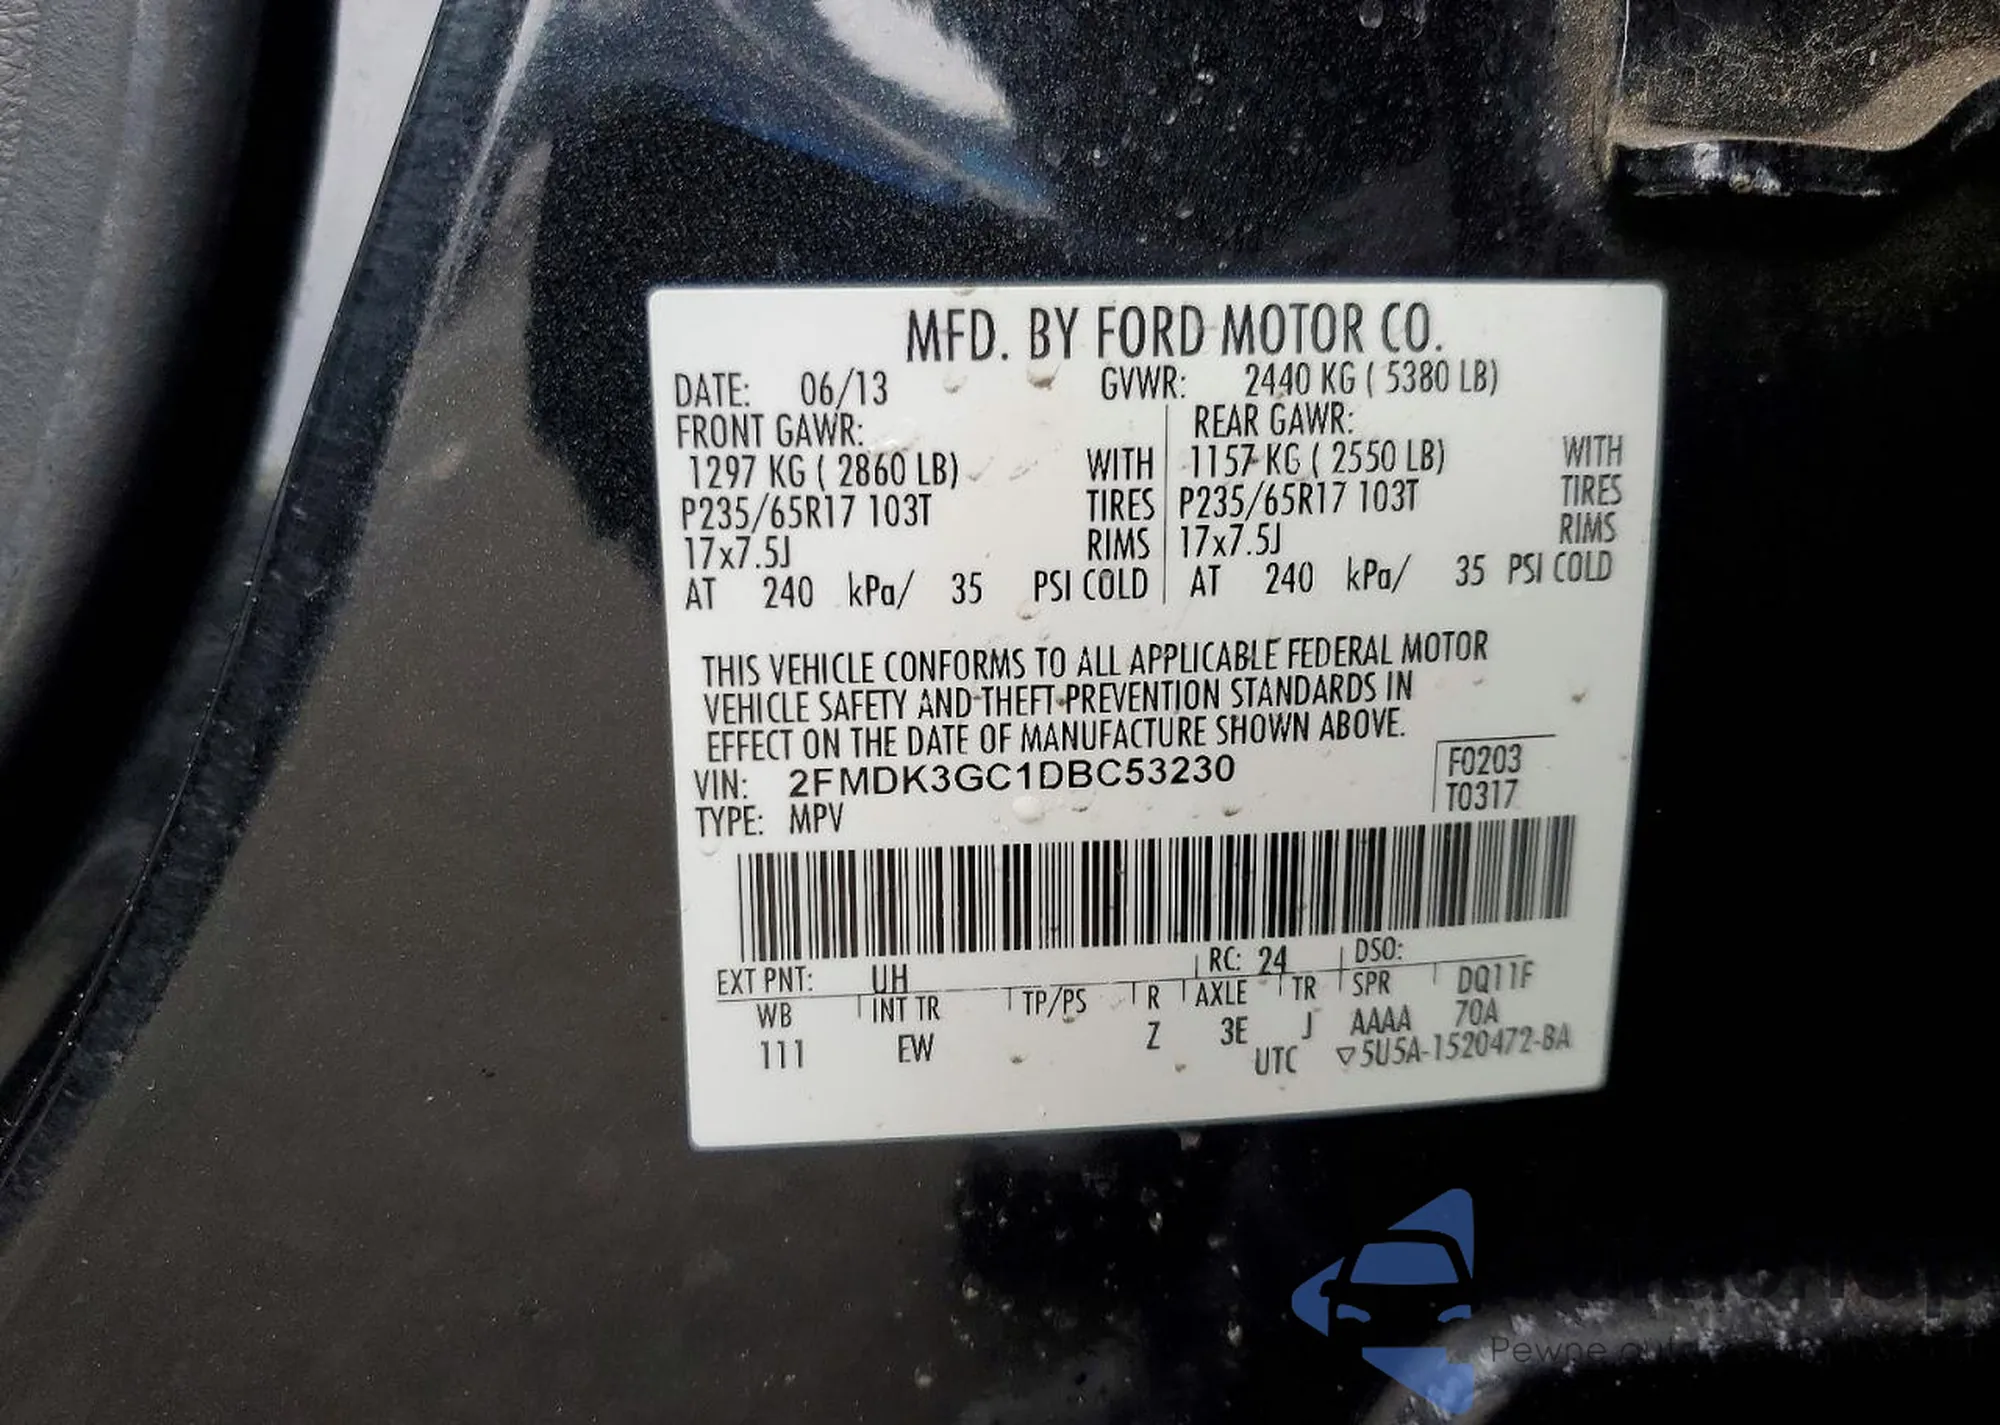 MFD. BY FORD MOTOR CO.
DATE: 06/13 GVWR: 2440 KG ( 5380 LB)
FRONT GAWR: REAR GAWR:
1297 KG ( 2860 LB) WITH 1157 KG ( 2550 LB) WITH
P235/65R17 103T TIRES P235/65R17 103T TIRES
17x7.5J RIMS 17x7.5J RIMS
AT 240 kPa/ 35 PSI COLD AT 240 kPa/ 35 PSI COLD
THIS VEHICLE CONFORMS TO ALL APPLICABLE FEDERAL MOTOR
VEHICLE SAFETY AND THEFT PREVENTION STANDARDS IN
EFFECT ON THE DATE OF MANUFACTURE SHOWN ABOVE.
VIN: 2FMDK3GC1DBC53230 F0203
TYPE: MPV T0317
EXT PNT: UH RC: 24 DSO:
WB INT TR TP/PS R AXLE TR SPR DQ11F
111 EW Z 3E J AAAA 70A
UTC ▽5U5A-1520472-BA
Pewne